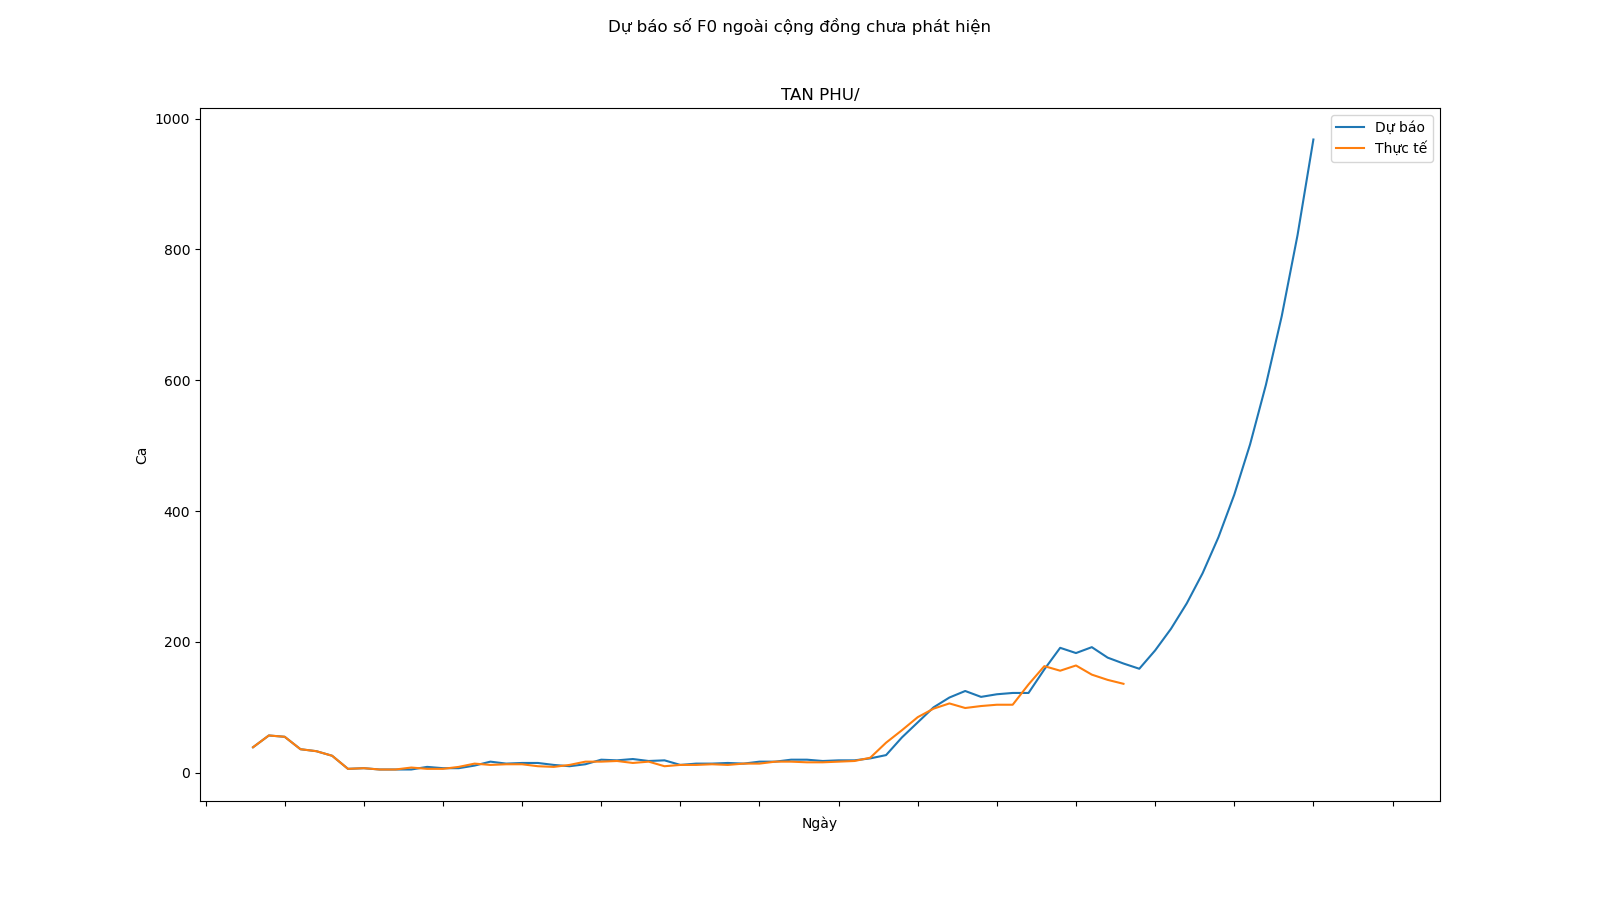 Dự báo số F0 ngoài cộng đồng chưa phát hiện
TAN PHU/
1000
800
600
400
200
0
Ca
Dự báo
Thực tế
Ngày